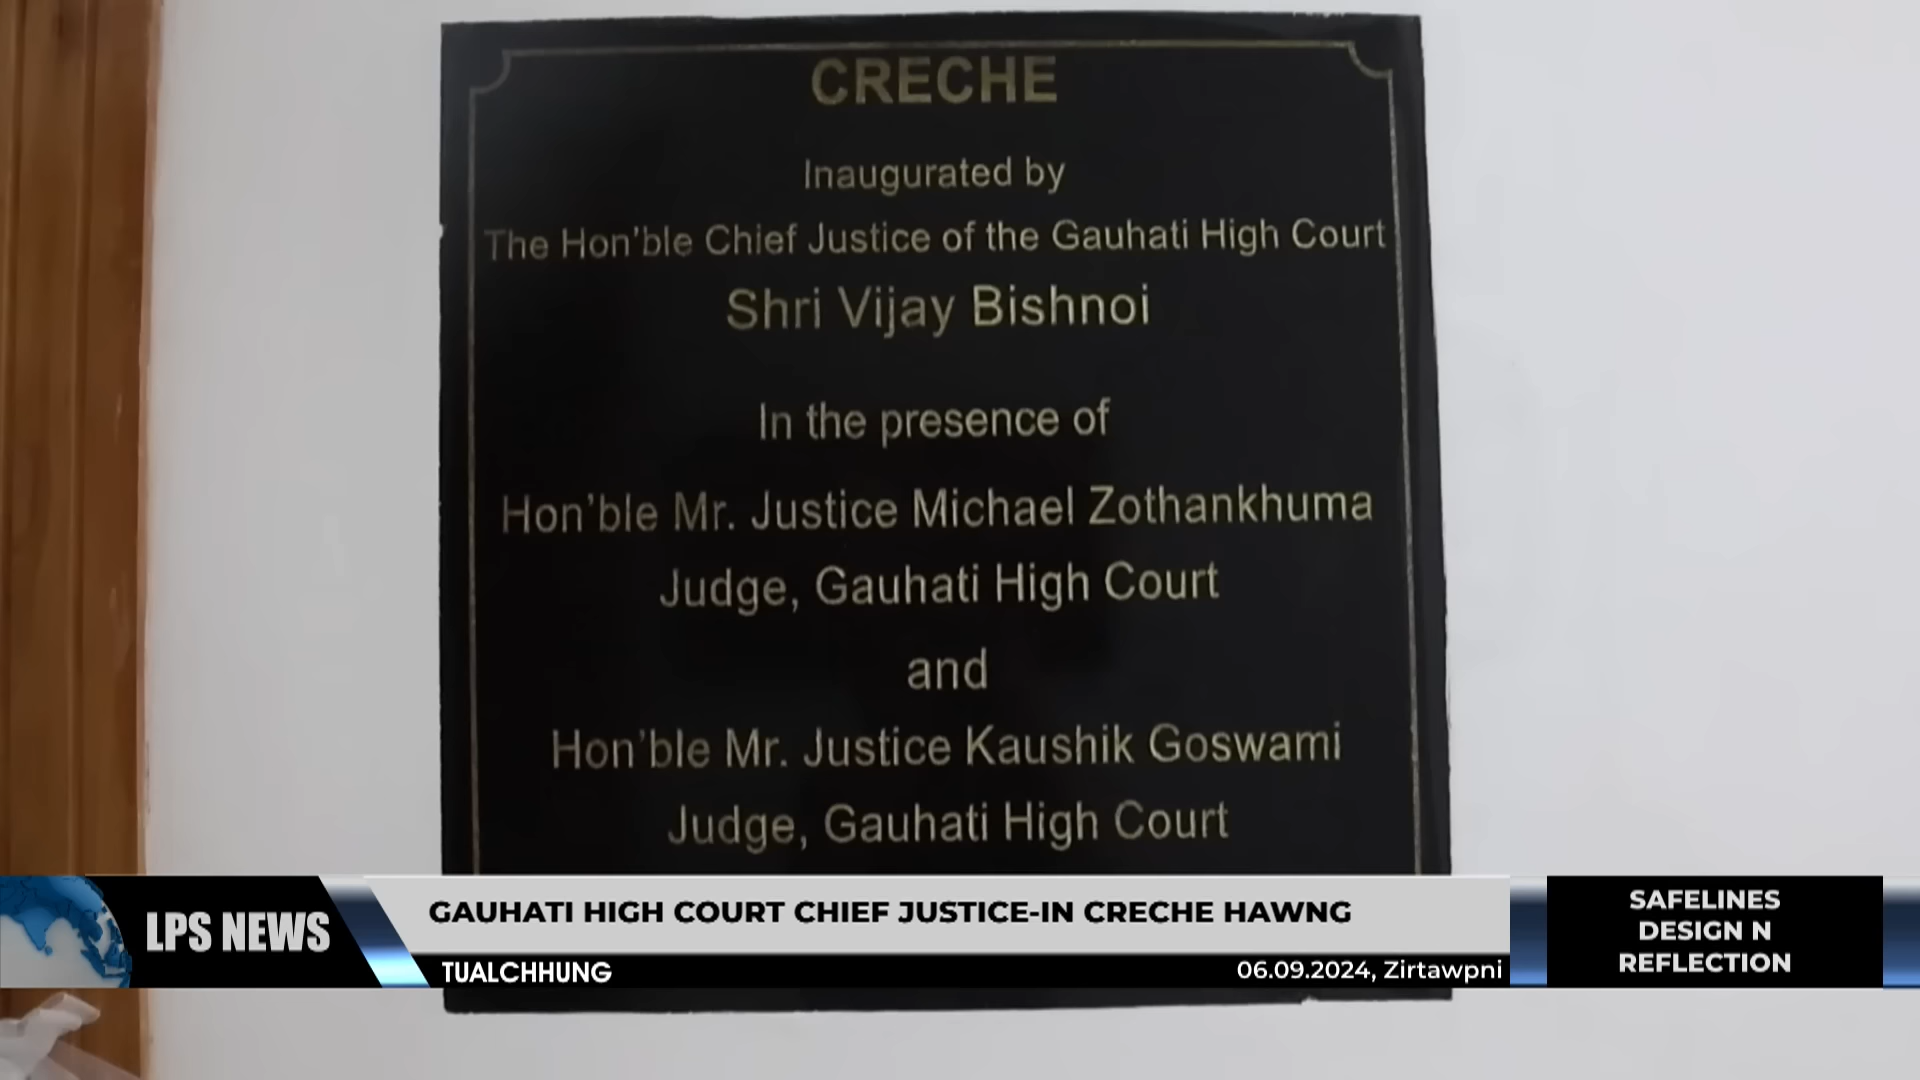 CRECHE
Inaugurated by
The Hon'ble Chief Justice of the Gauhati High Court
Shri Vijay Bishnoi
In the presence of
Hon'ble Mr. Justice Michael Zothankhuma
Judge, Gauhati High Court
and
Hon'ble Mr. Justice Kaushik Goswami
Judge, Gauhati High Court
LPS NEWS
GAUHATI HIGH COURT CHIEF JUSTICE-IN CRECHE HAWNG
TUALCHHUNG
06.09.2024, Zirtawpni
SAFELINES
DESIGN N
REFLECTION